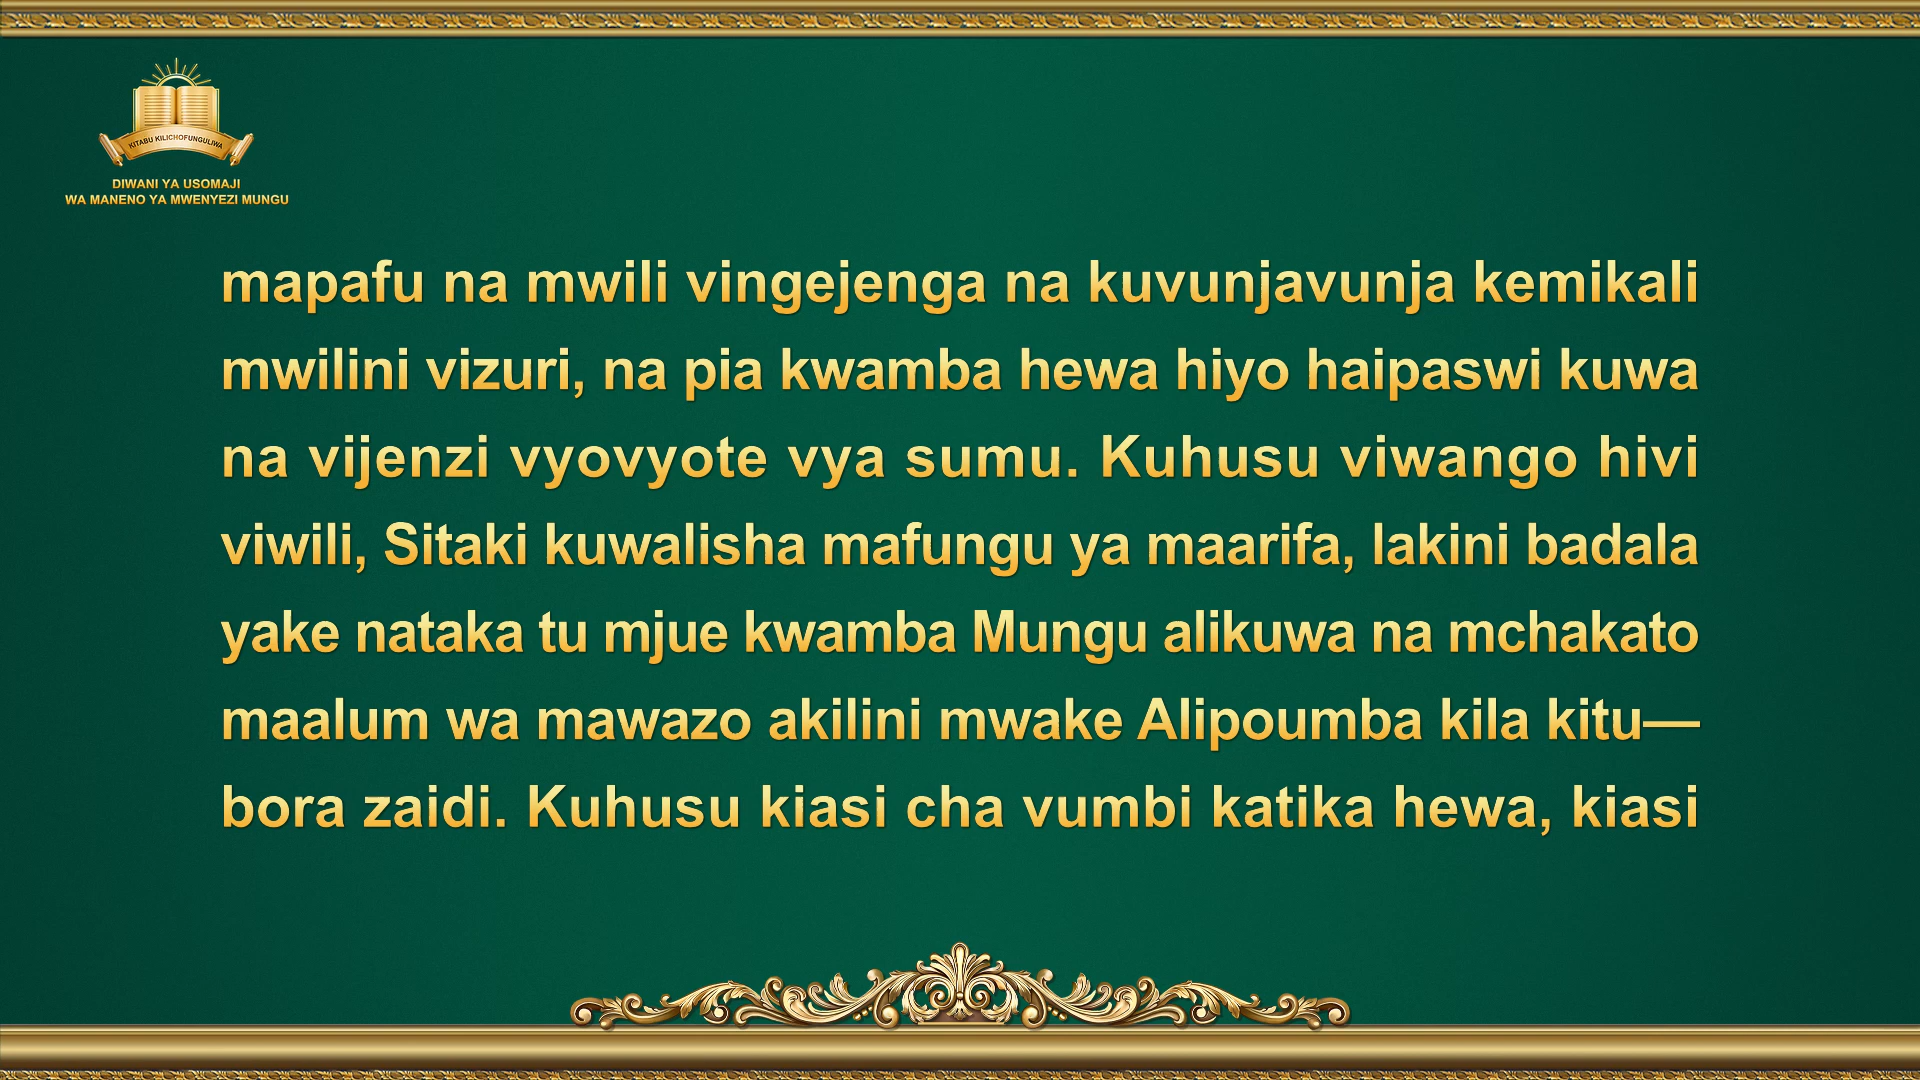 KITABU KILICHOFUNGULIWA
DIWANI YA USOMAJI
WA MANENO YA MWENYEZI MUNGU
mapafu na mwili vingejenga na kuvunjavunja kemikali
mwilini vizuri, na pia kwamba hewa hiyo haipaswi kuwa
na vijenzi vyovyote vya sumu. Kuhusu viwango hivi
viwili, Sitaki kuwalisha mafungu ya maarifa, lakini badala
yake nataka tu mjue kwamba Mungu alikuwa na mchakato
maalum wa mawazo akilini mwake Alipoumba kila kitu—
bora zaidi. Kuhusu kiasi cha vumbi katika hewa, kiasi